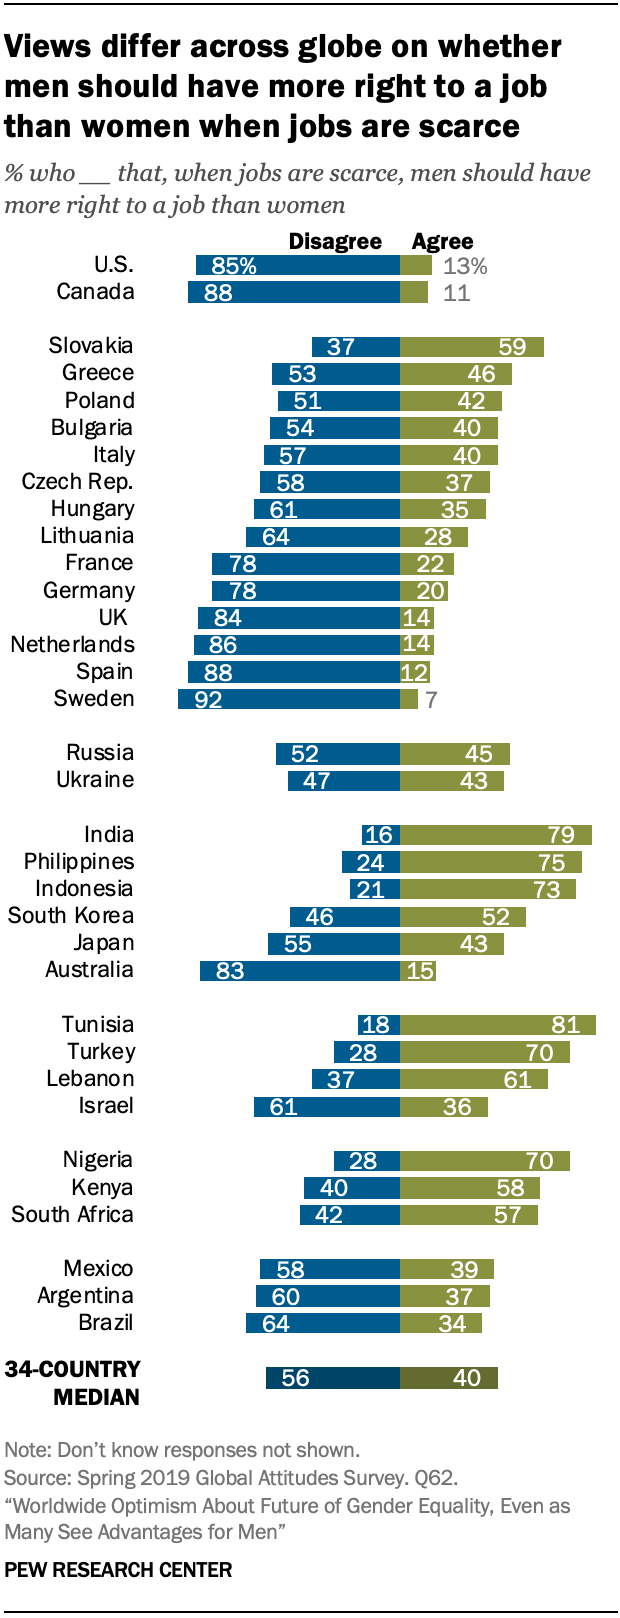 Views differ across globe on whether
men should have more right to a job
than women when jobs are scarce
% who __ that, when jobs are scarce, men should have
more right to a job than women
Disagree Agree
U.S. 85% 13%
Canada 88 11
Slovakia 37 59
Greece 53 46
Poland 51 42
Bulgaria 54 40
Italy 57 40
Czech Rep. 58 37
Hungary 61 35
Lithuania 64 28
France 78 22
Germany 78 20
UK 84 14
Netherlands 86 14
Spain 88 12
Sweden 92 7
Russia 52 45
Ukraine 47 43
India 16 79
Philippines 24 75
Indonesia 21 73
South Korea 46 52
Japan 55 43
Australia 83 15
Tunisia 18 81
Turkey 28 70
Lebanon 37 61
Israel 61 36
Nigeria 28 70
Kenya 40 58
South Africa 42 57
Mexico 58 39
Argentina 60 37
Brazil 64 34
34-COUNTRY
MEDIAN 56 40
Note: Don’t know responses not shown.
Source: Spring 2019 Global Attitudes Survey. Q62.
“Worldwide Optimism About Future of Gender Equality, Even as
Many See Advantages for Men”
PEW RESEARCH CENTER